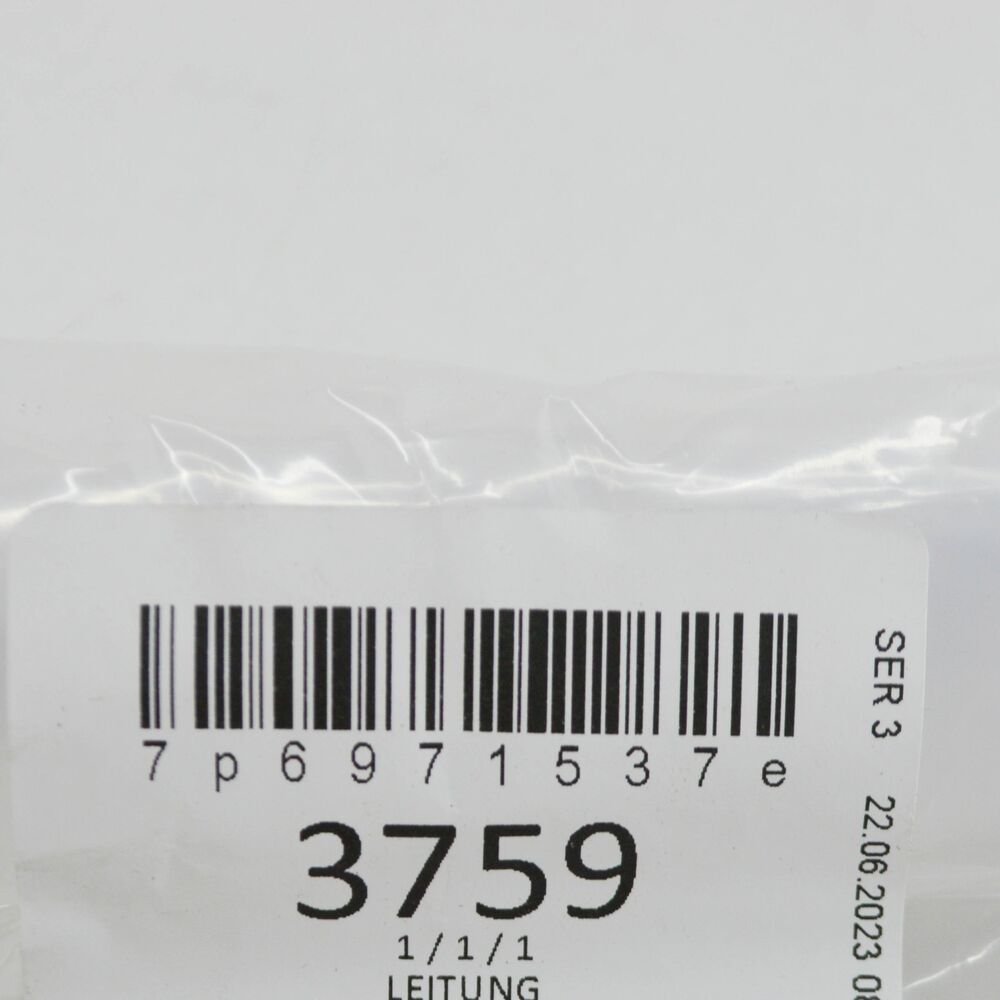 7p6971537e
3759
1/1/1
LEITUNG
SER 3 22.06.2023